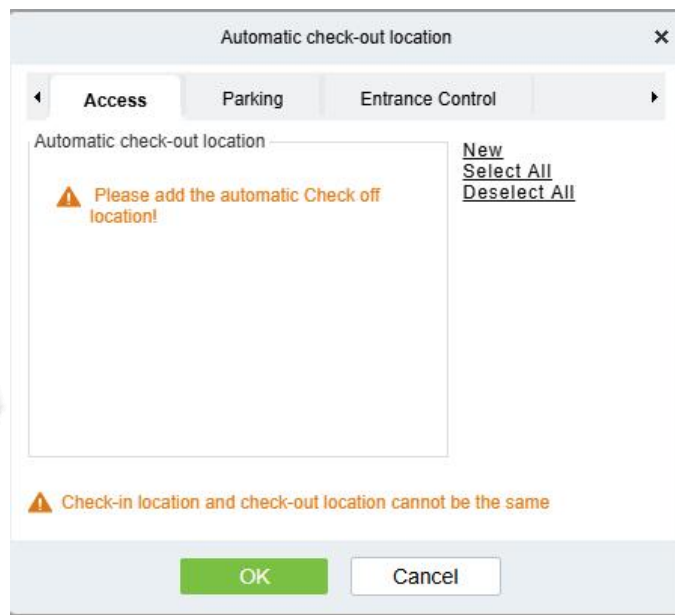 Automatic check-out location
Access
Parking
Entrance Control
Automatic check-out location
Please add the automatic Check off
location!
New
Select All
Deselect All
Check-in location and check-out location cannot be the same
OK
Cancel